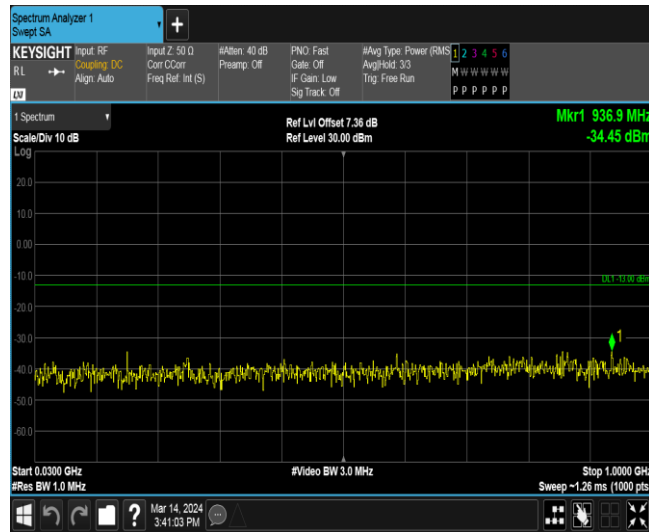 Spectrum Analyzer 1
Swept SA
+
KEYSIGHT Input: RF Input Z: 50 Ω #Atten: 40 dB PNO: Fast #Avg Type: Power (RMS 1 2 3 4 5 6
RL Coupling: DC Corr CCorr Preamp: Off Gate: Off Avg|Hold: 3/3 M W W W W W
Align: Auto Freq Ref: Int (S) IF Gain: Low Trig: Free Run
LXI Sig Track: Off P P P P P P
1 Spectrum Ref Lvl Offset 7.36 dB Mkr1 936.9 MHz
Scale/Div 10 dB Ref Level 30.00 dBm -34.45 dBm
Log
20.0
10.0
0.00
-10.0
DL1 -13.00 dBm
-20.0
-30.0
1
-40.0
-50.0
-60.0
Start 0.0300 GHz #Video BW 3.0 MHz Stop 1.0000 GHz
#Res BW 1.0 MHz Sweep ~1.26 ms (1000 pts)
? Mar 14, 2024
3:41:03 PM